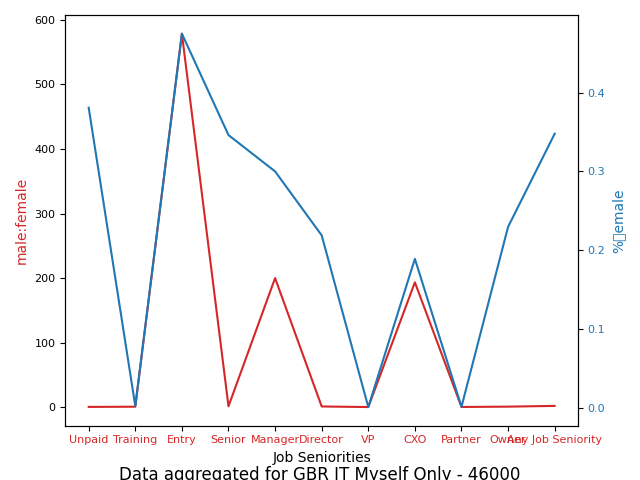 600
500
400
300
200
100
0
male:female
0.4
0.3
0.2
0.1
0.0
%▯emale
Unpaid Training Entry Senior Manager Director VP CXO Partner Owner Any Job Seniority
Job Seniorities
Data aggregated for GBR IT Myself Only - 46000